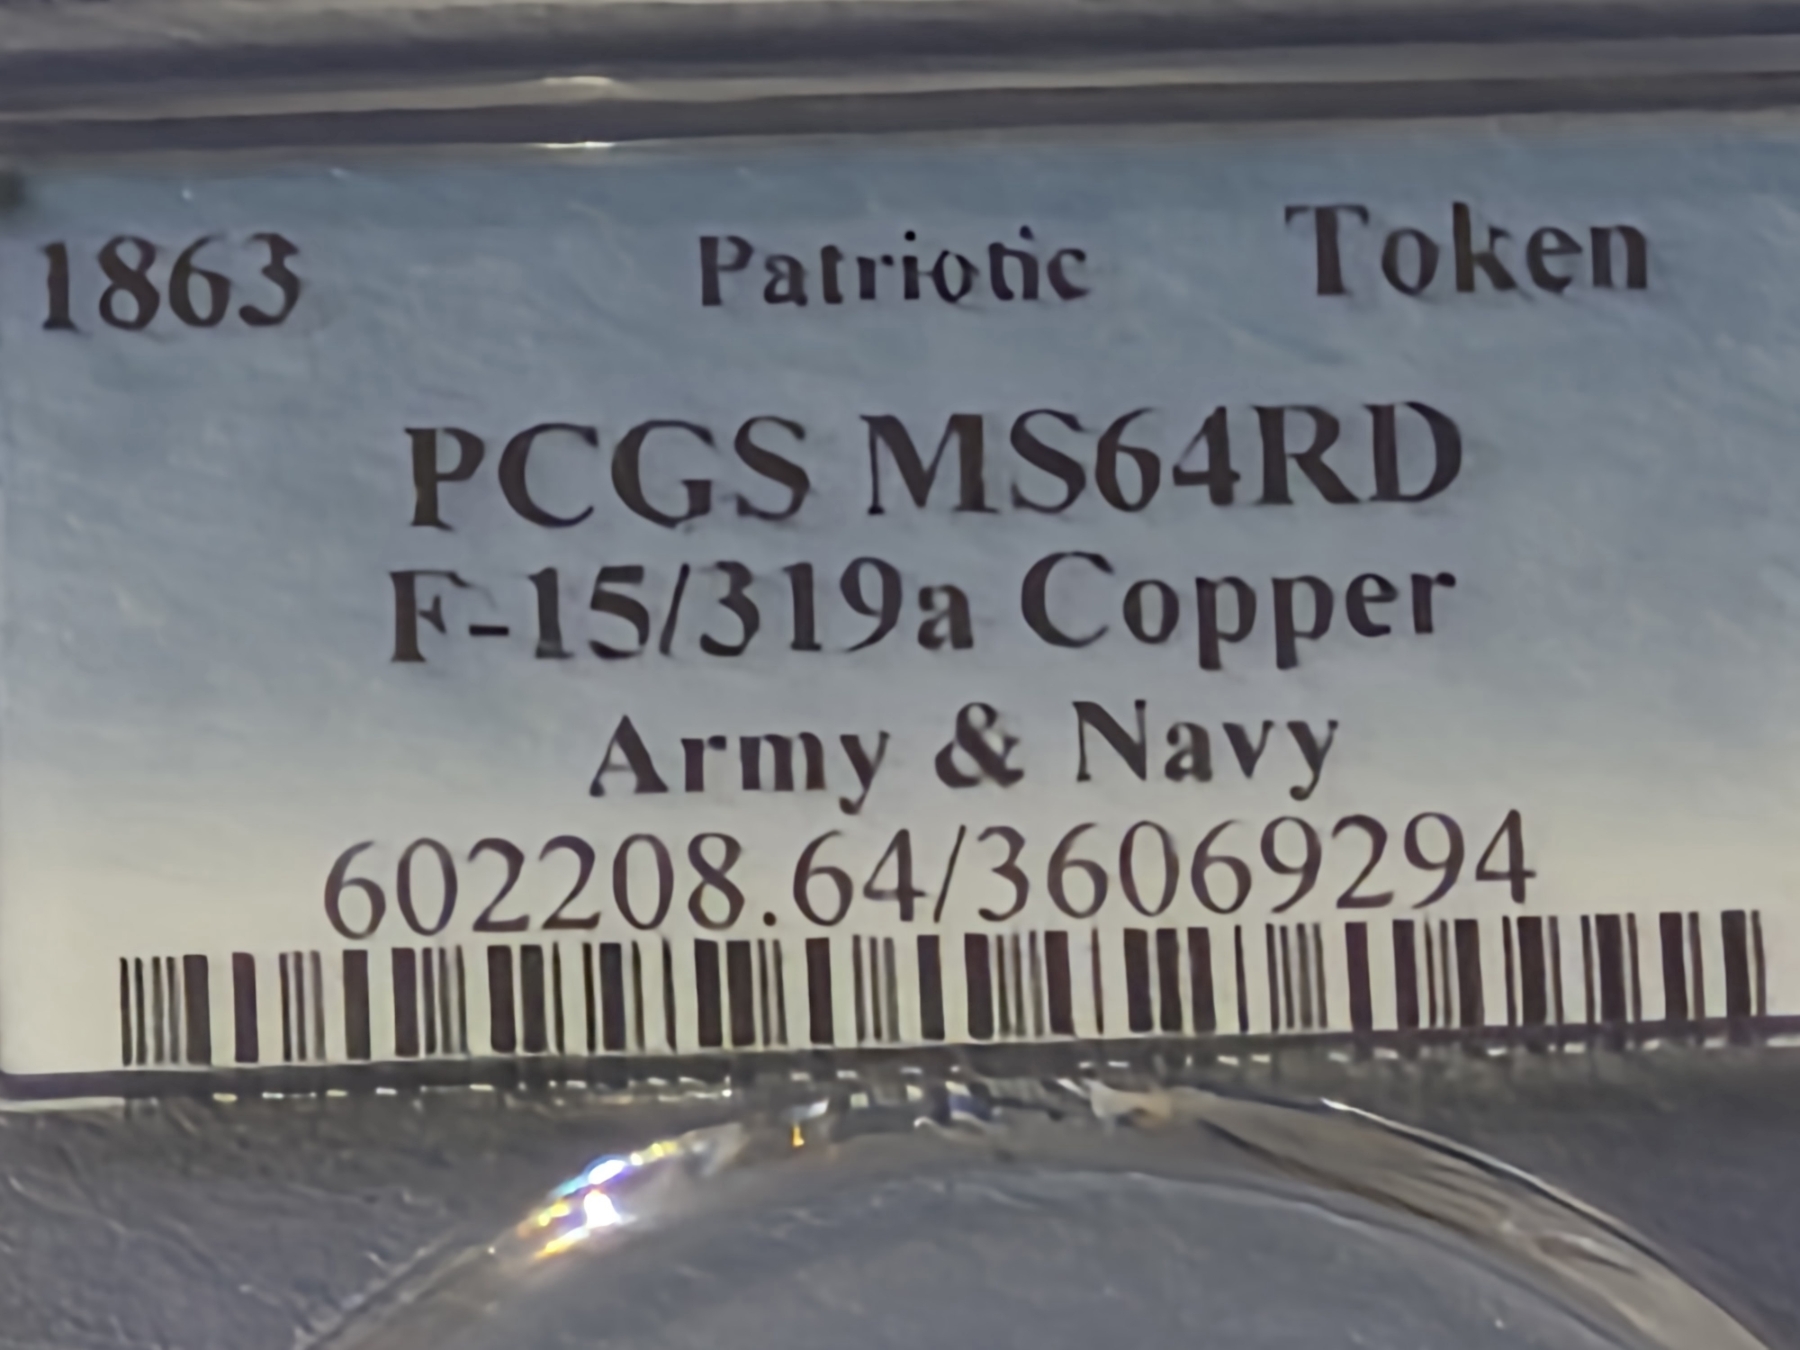 1863 Patriotic Token
PCGS MS64RD
F-15/319a Copper
Army & Navy
602208.64/36069294